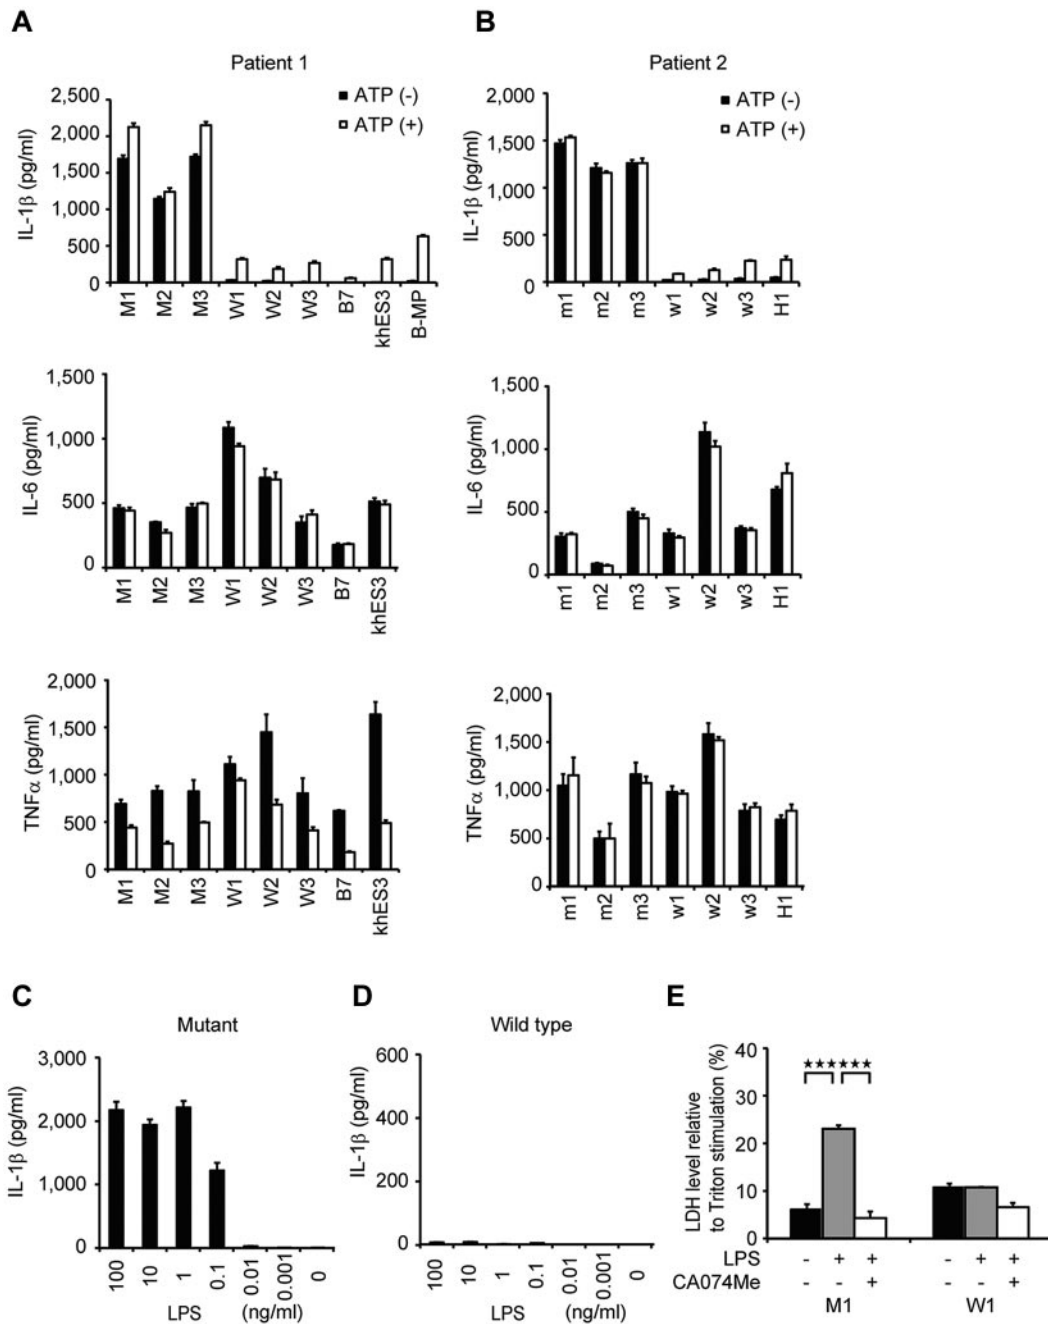 A
Patient 1
ATP (-)
ATP (+)
IL-1β (pg/ml)
2,500
2,000
1,500
1,000
500
0
M1 M2 M3 W1 W2 W3 B7 khES3 B-MP
B
Patient 2
ATP (-)
ATP (+)
IL-1β (pg/ml)
2,000
1,500
1,000
500
0
m1 m2 m3 w1 w2 w3 H1
IL-6 (pg/ml)
1,500
1,000
500
0
M1 M2 M3 W1 W2 W3 B7 khES3
IL-6 (pg/ml)
1,500
1,000
500
0
m1 m2 m3 w1 w2 w3 H1
TNFα (pg/ml)
2,000
1,500
1,000
500
0
M1 M2 M3 W1 W2 W3 B7 khES3
TNFα (pg/ml)
2,000
1,500
1,000
500
0
m1 m2 m3 w1 w2 w3 H1
C
Mutant
IL-1β (pg/ml)
3,000
2,000
1,000
0
100 10 1 0.1 0.01 0.001 0
LPS (ng/ml)
D
Wild type
IL-1β (pg/ml)
600
400
200
0
100 10 1 0.1 0.01 0.001 0
LPS (ng/ml)
E
LDH level relative
to Triton stimulation (%)
40
30
20
10
0
★★★★★★
LPS - + + - + +
CA074Me - - + - - +
M1 W1